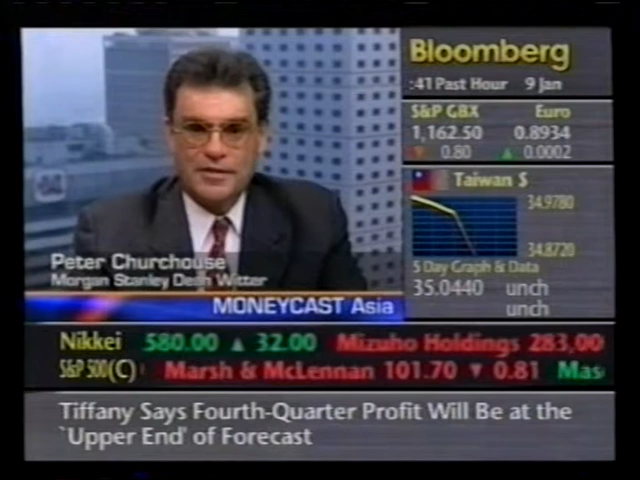 Bloomberg
:41 Past Hour 9 Jan
S&P GBX Euro
1,162.50 0.8934
▼ 0.80 ▲ 0.0002
Taiwan $
34.9780
34.8720
5 Day Graph & Data
35.0440 unch
unch
Peter Churchouse
Morgan Stanley Dean Witter
MONEYCAST Asia
Nikkei 580.00 ▲ 32.00 Mizuho Holdings 283,00
S&P 500(C) Marsh & McLennan 101.70 ▼ 0.81 Mas
Tiffany Says Fourth-Quarter Profit Will Be at the
`Upper End' of Forecast